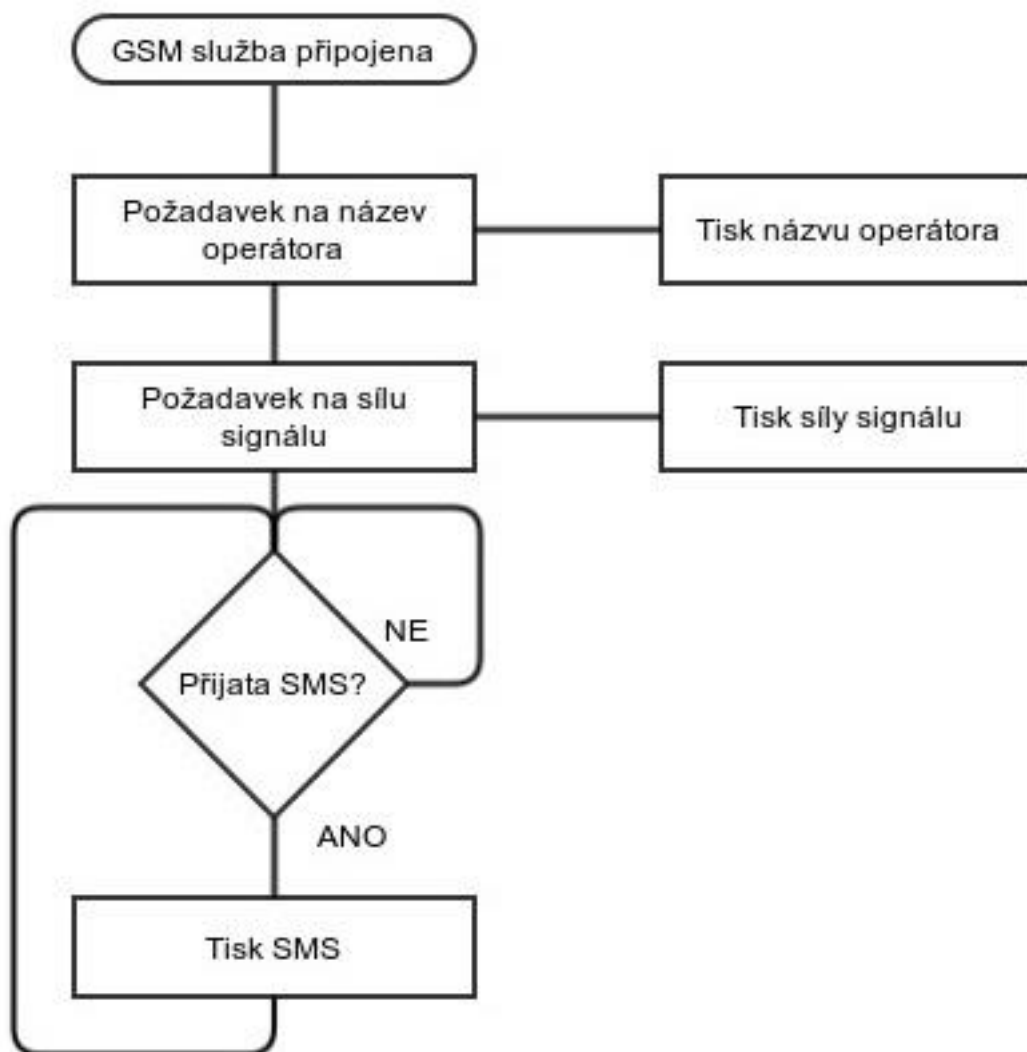 GSM služba připojena
Požadavek na název
operátora
Tisk názvu operátora
Požadavek na sílu
signálu
Tisk síly signálu
NE
Přijata SMS?
ANO
Tisk SMS